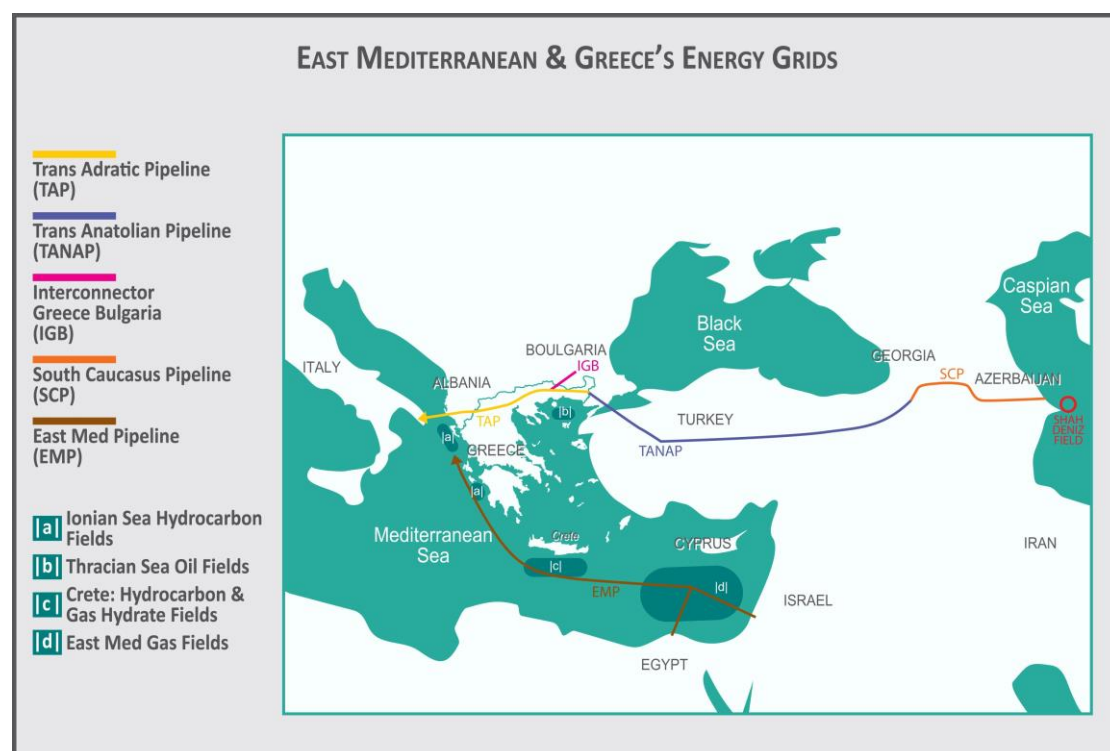 EAST MEDITERRANEAN & GREECE'S ENERGY GRIDS
Trans Adratic Pipeline
(TAP)
Trans Anatolian Pipeline
(TANAP)
Interconnector
Greece Bulgaria
(IGB)
South Caucasus Pipeline
(SCP)
East Med Pipeline
(EMP)
|a| Ionian Sea Hydrocarbon
Fields
|b| Thracian Sea Oil Fields
|c| Crete: Hydrocarbon &
Gas Hydrate Fields
|d| East Med Gas Fields
Caspian
Sea
Black
Sea
BOULGARIA
IGB
GEORGIA
SCP
AZERBAIJAN
ITALY
ALBANIA
TAP
|b|
TURKEY
SHAH
DENIZ
FIELD
|a|
GREECE
TANAP
|a|
Mediterranean
Sea
Crete
CYPRUS
IRAN
|c|
EMP
|d|
ISRAEL
EGYPT